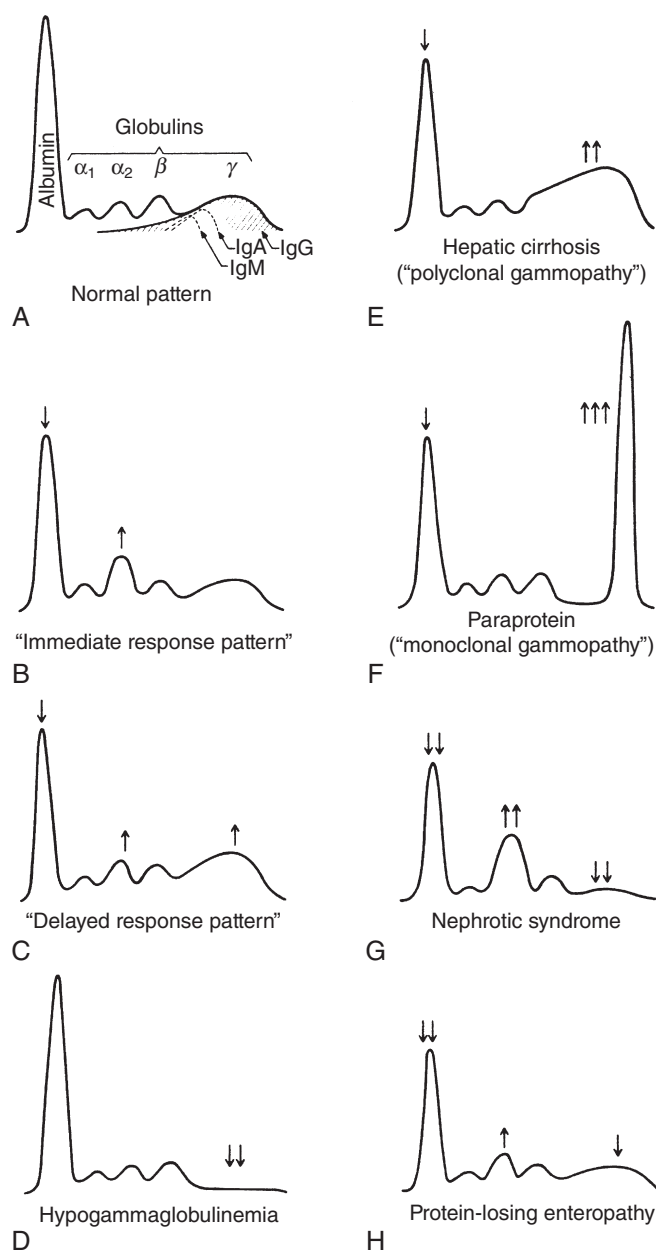 Albumin
Globulins
α1 α2 β γ
IgA
IgG
IgM
Normal pattern
A
↓
↑
“Immediate response pattern”
B
↓
↑
↑
“Delayed response pattern”
C
↓↓
Hypogammaglobulinemia
D
↓
↑↑
Hepatic cirrhosis
(“polyclonal gammopathy”)
E
↓
↑↑↑
Paraprotein
(“monoclonal gammopathy”)
F
↓↓
↑↑
↓↓
Nephrotic syndrome
G
↓↓
↑
↓
Protein-losing enteropathy
H